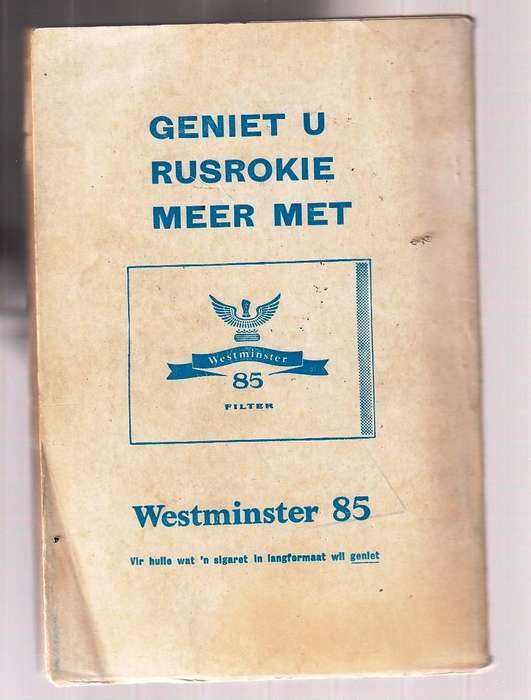 GENIET U
RUSROKIE
MEER MET
Westminster
85
FILTER
Westminster 85
Vir hulle wat 'n sigaret in langformaat wil geniet